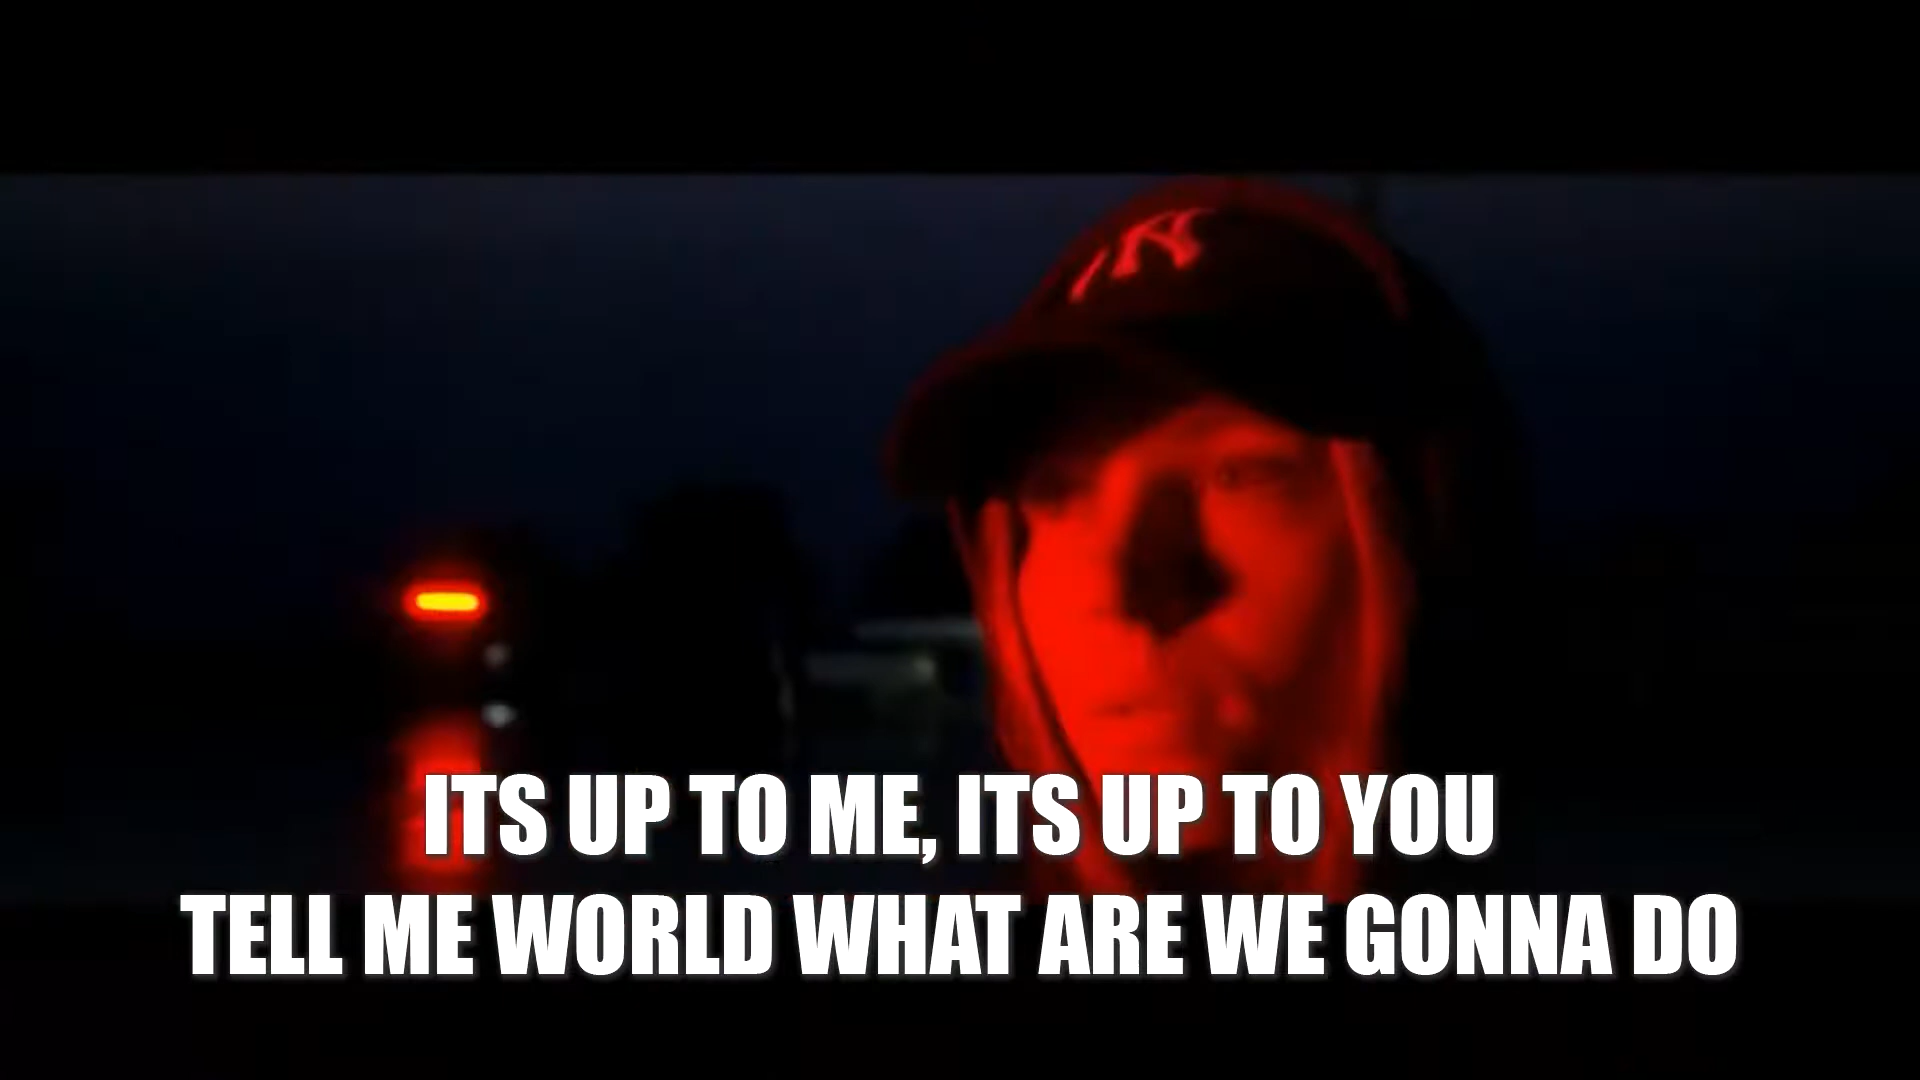 ITS UP TO ME, ITS UP TO YOU
TELL ME WORLD WHAT ARE WE GONNA DO